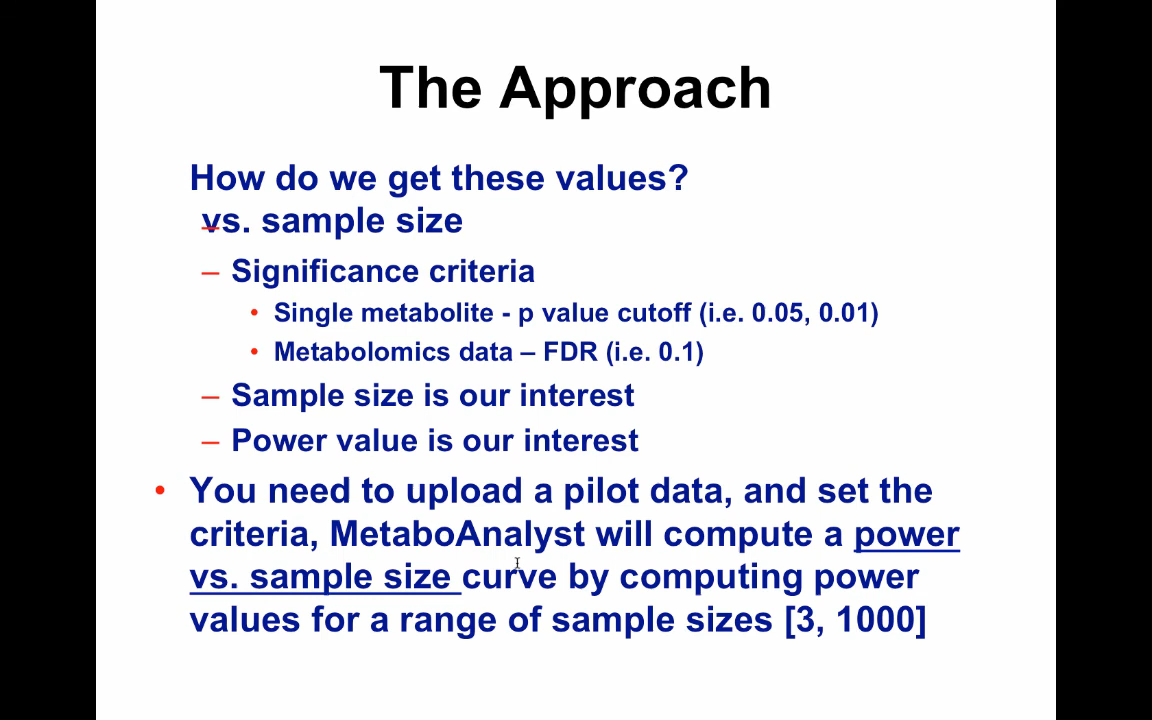 The Approach
How do we get these values?
– vs. sample size
– Significance criteria
• Single metabolite - p value cutoff (i.e. 0.05, 0.01)
• Metabolomics data – FDR (i.e. 0.1)
– Sample size is our interest
– Power value is our interest
• You need to upload a pilot data, and set the
criteria, MetaboAnalyst will compute a power
vs. sample size curve by computing power
values for a range of sample sizes [3, 1000]